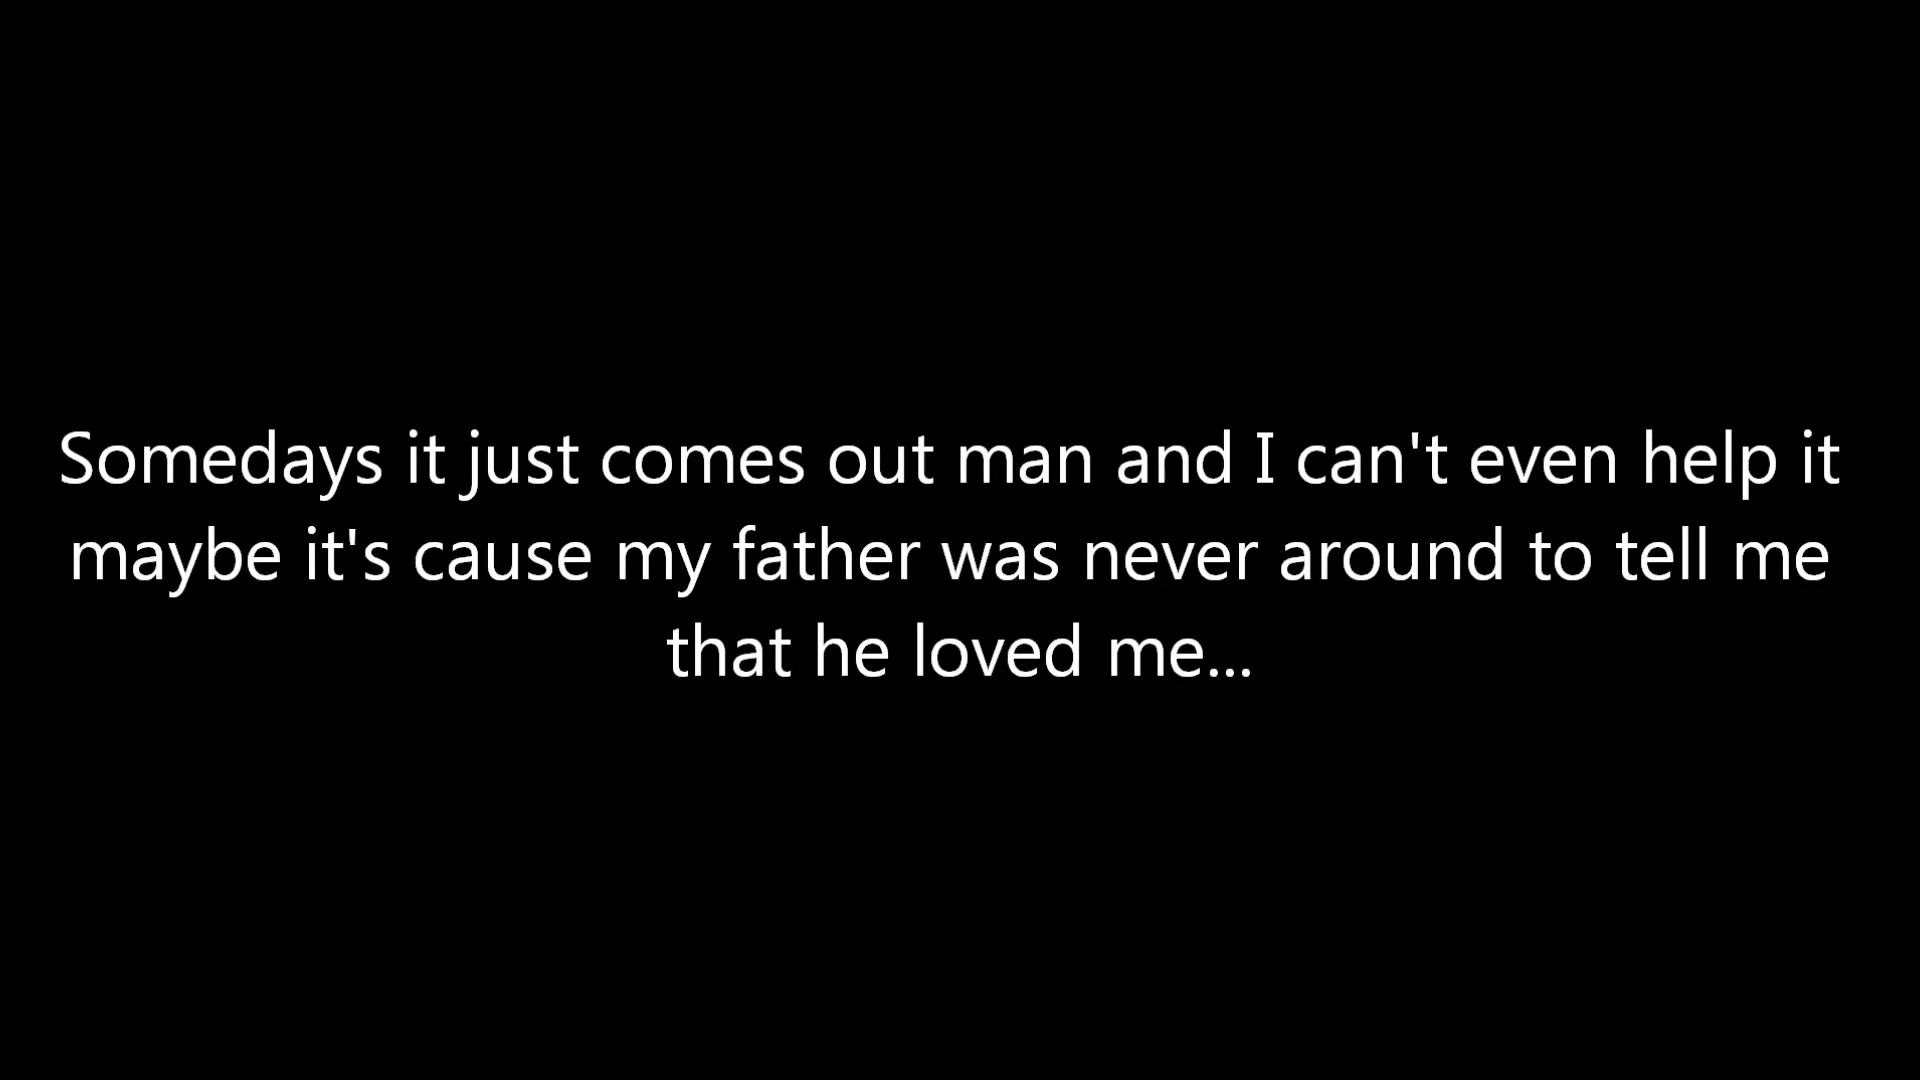 Somedays it just comes out man and I can't even help it
maybe it's cause my father was never around to tell me
that he loved me...